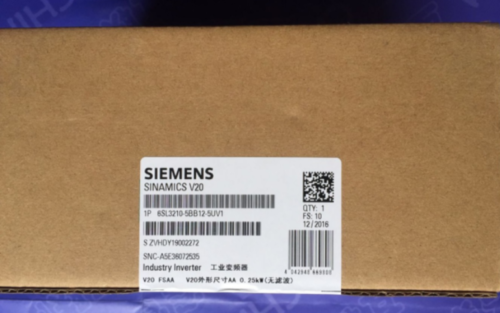 SIEMENS
SINAMICS V20
1P 6SL3210-5BB12-5UV1
S ZVHDY19002272
SNC-A5E36072535
Industry Inverter 工业变频器
V20 FSAA V20外形尺寸AA 0.25kW(无滤波)
QTY: 1
FS: 10
12/2016